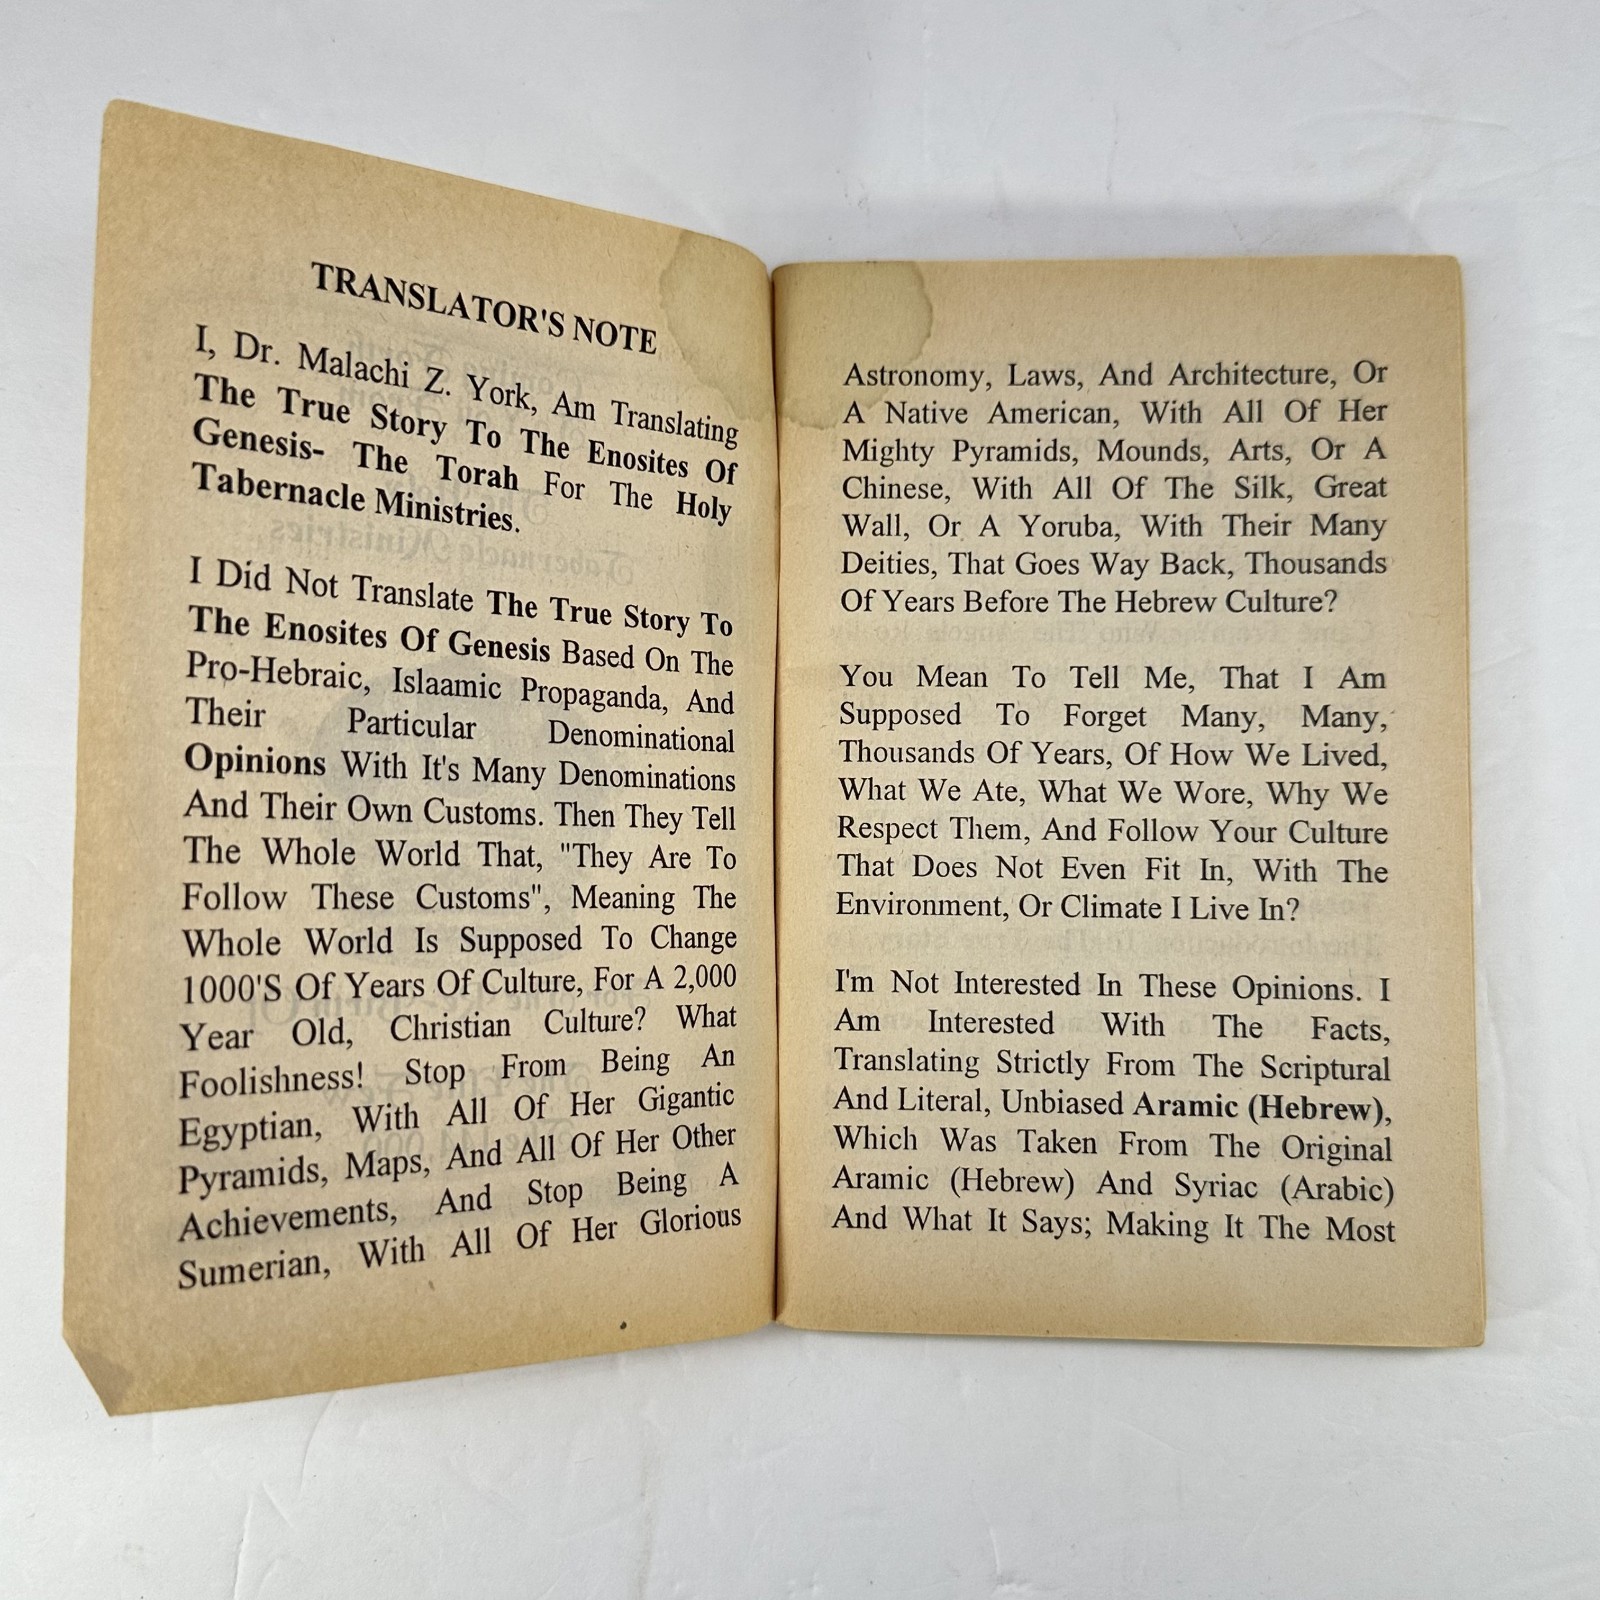 TRANSLATOR'S NOTE
I, Dr. Malachi Z. York, Am Translating
The True Story To The Enosites Of
Genesis- The Torah For The Holy
Tabernacle Ministries.
I Did Not Translate The True Story To
The Enosites Of Genesis Based On The
Pro-Hebraic, Islaamic Propaganda, And
Their Particular Denominational
Opinions With It's Many Denominations
And Their Own Customs. Then They Tell
The Whole World That, "They Are To
Follow These Customs", Meaning The
Whole World Is Supposed To Change
1000'S Of Years Of Culture, For A 2,000
Year Old, Christian Culture? What
Foolishness! Stop From Being An
Egyptian, With All Of Her Gigantic
Pyramids, Maps, And All Of Her Other
Achievements, And Stop Being A
Sumerian, With All Of Her Glorious
Astronomy, Laws, And Architecture, Or
A Native American, With All Of Her
Mighty Pyramids, Mounds, Arts, Or A
Chinese, With All Of The Silk, Great
Wall, Or A Yoruba, With Their Many
Deities, That Goes Way Back, Thousands
Of Years Before The Hebrew Culture?
You Mean To Tell Me, That I Am
Supposed To Forget Many, Many,
Thousands Of Years, Of How We Lived,
What We Ate, What We Wore, Why We
Respect Them, And Follow Your Culture
That Does Not Even Fit In, With The
Environment, Or Climate I Live In?
I'm Not Interested In These Opinions. I
Am Interested With The Facts,
Translating Strictly From The Scriptural
And Literal, Unbiased Aramic (Hebrew),
Which Was Taken From The Original
Aramic (Hebrew) And Syriac (Arabic)
And What It Says; Making It The Most